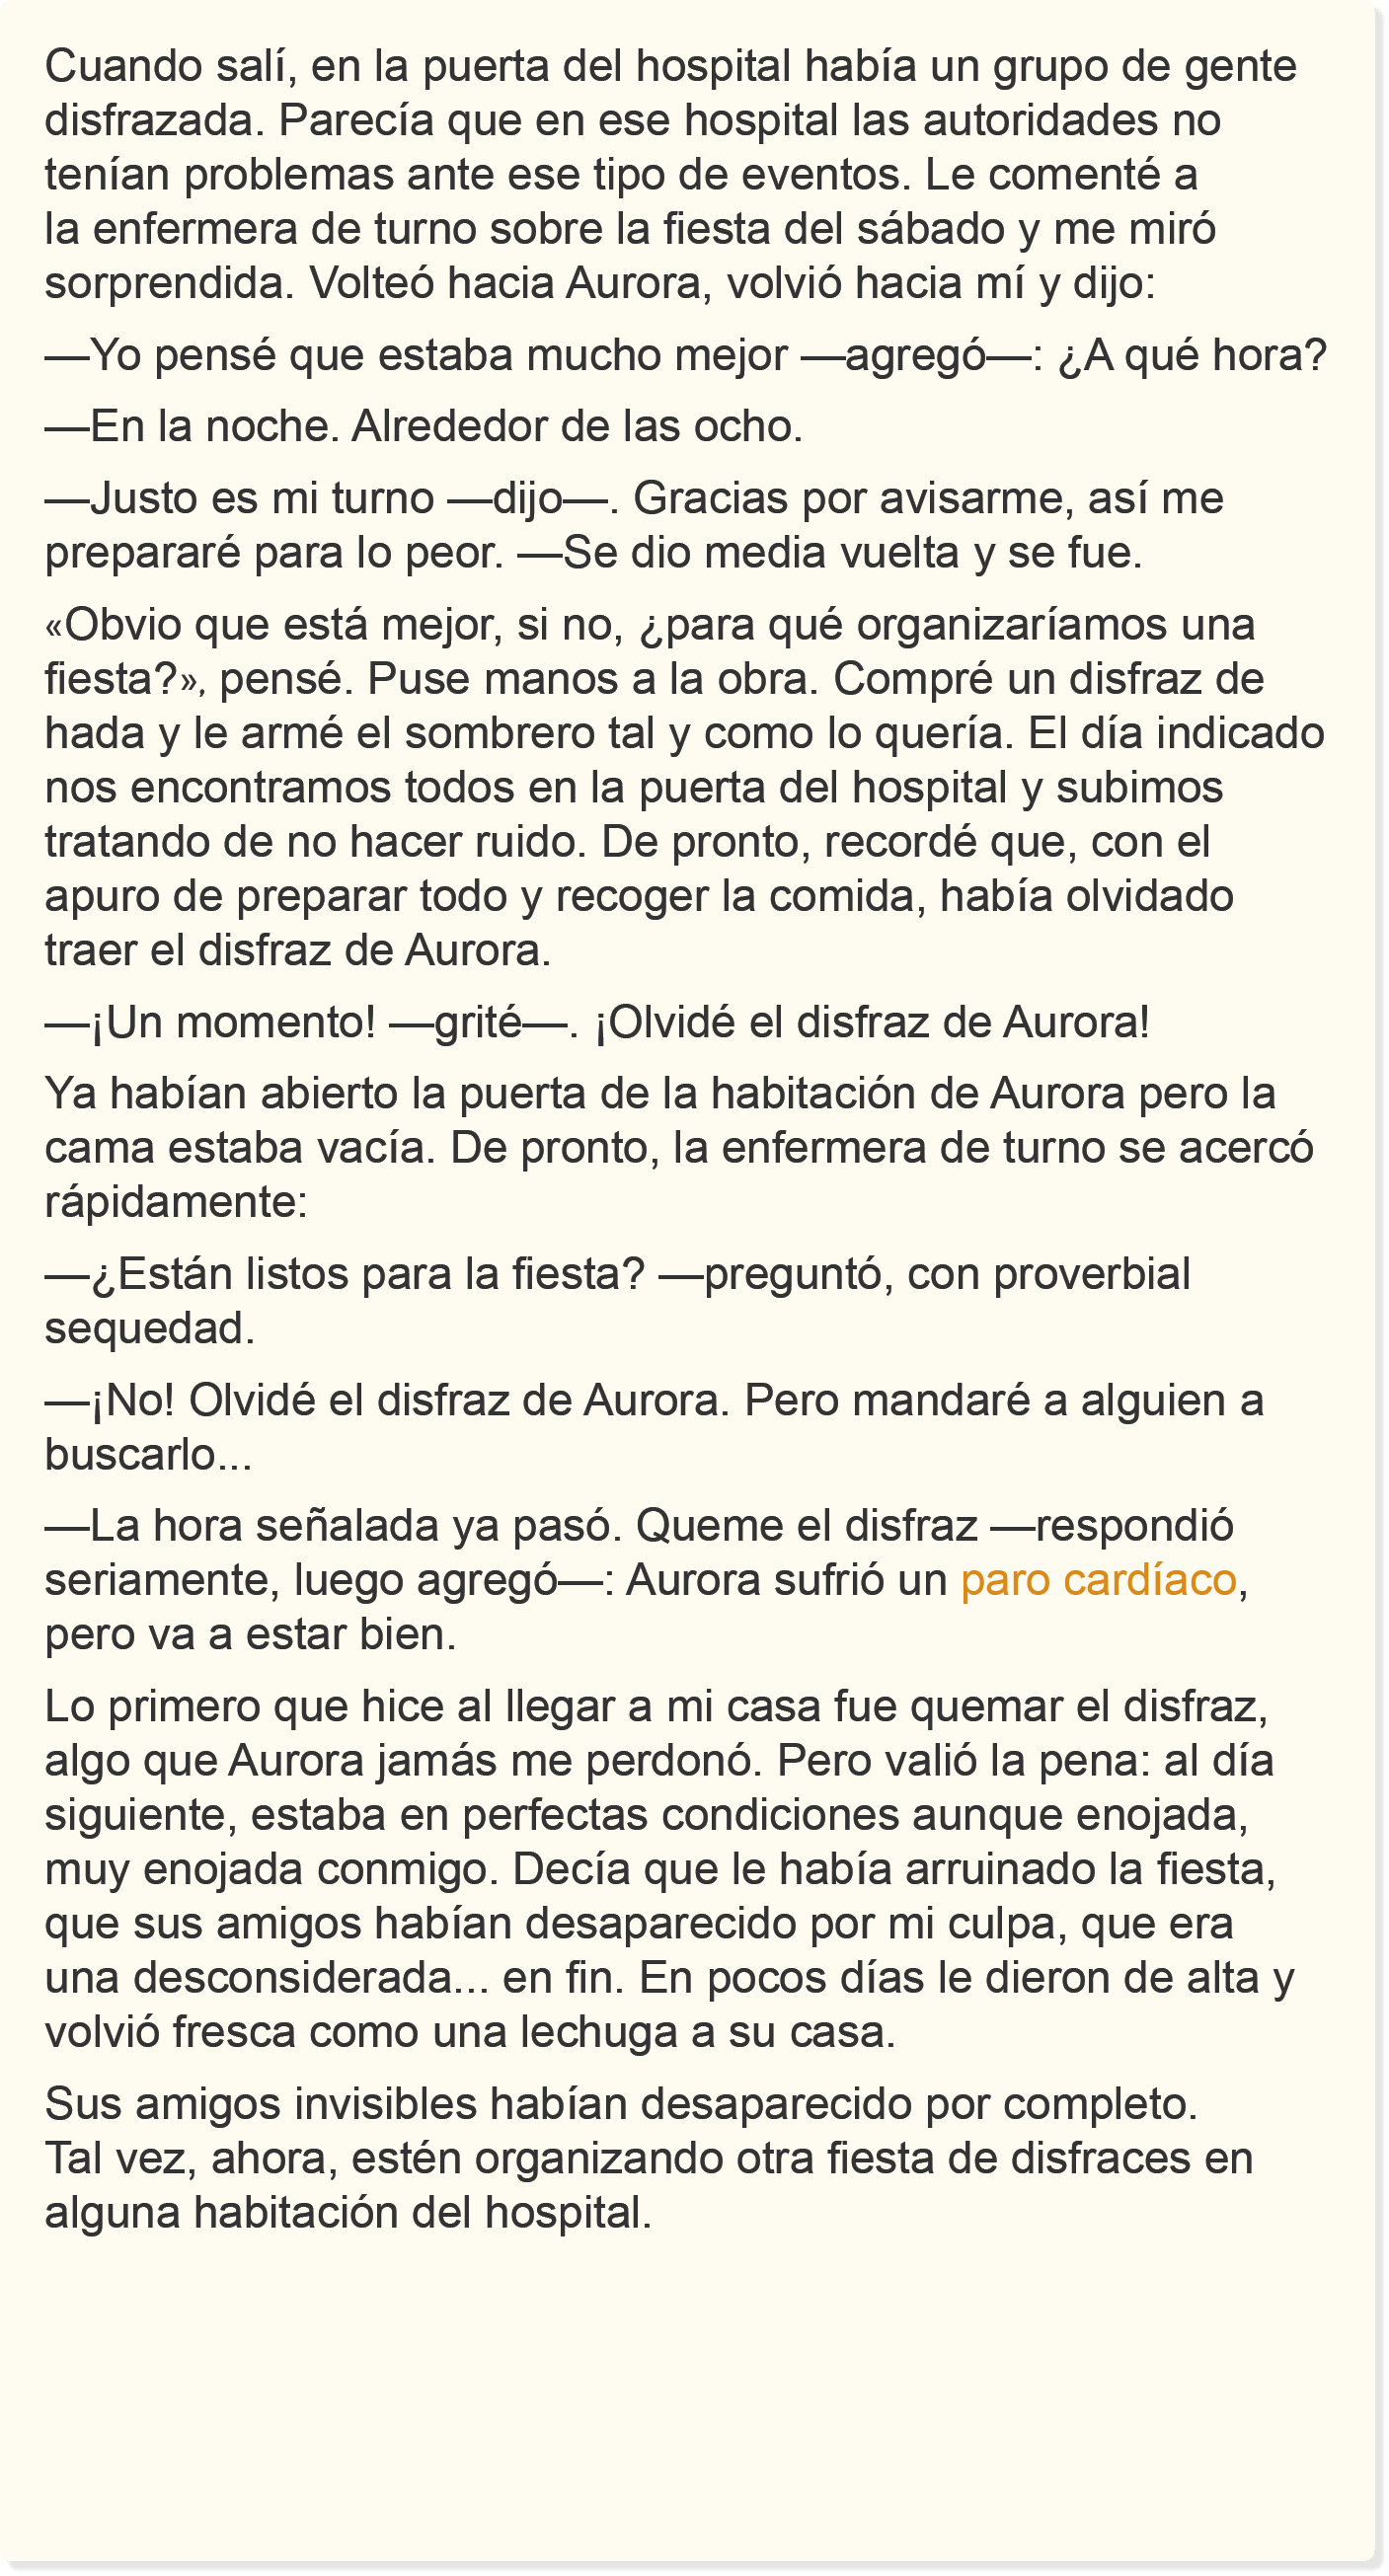 Cuando salí, en la puerta del hospital había un grupo de gente
disfrazada. Parecía que en ese hospital las autoridades no
tenían problemas ante ese tipo de eventos. Le comenté a
la enfermera de turno sobre la fiesta del sábado y me miró
sorprendida. Volteó hacia Aurora, volvió hacia mí y dijo:
—Yo pensé que estaba mucho mejor —agregó—: ¿A qué hora?
—En la noche. Alrededor de las ocho.
—Justo es mi turno —dijo—. Gracias por avisarme, así me
prepararé para lo peor. —Se dio media vuelta y se fue.
«Obvio que está mejor, si no, ¿para qué organizaríamos una
fiesta?», pensé. Puse manos a la obra. Compré un disfraz de
hada y le armé el sombrero tal y como lo quería. El día indicado
nos encontramos todos en la puerta del hospital y subimos
tratando de no hacer ruido. De pronto, recordé que, con el
apuro de preparar todo y recoger la comida, había olvidado
traer el disfraz de Aurora.
—¡Un momento! —grité—. ¡Olvidé el disfraz de Aurora!
Ya habían abierto la puerta de la habitación de Aurora pero la
cama estaba vacía. De pronto, la enfermera de turno se acercó
rápidamente:
—¿Están listos para la fiesta? —preguntó, con proverbial
sequedad.
—¡No! Olvidé el disfraz de Aurora. Pero mandaré a alguien a
buscarlo...
—La hora señalada ya pasó. Queme el disfraz —respondió
seriamente, luego agregó—: Aurora sufrió un paro cardíaco,
pero va a estar bien.
Lo primero que hice al llegar a mi casa fue quemar el disfraz,
algo que Aurora jamás me perdonó. Pero valió la pena: al día
siguiente, estaba en perfectas condiciones aunque enojada,
muy enojada conmigo. Decía que le había arruinado la fiesta,
que sus amigos habían desaparecido por mi culpa, que era
una desconsiderada... en fin. En pocos días le dieron de alta y
volvió fresca como una lechuga a su casa.
Sus amigos invisibles habían desaparecido por completo.
Tal vez, ahora, estén organizando otra fiesta de disfraces en
alguna habitación del hospital.